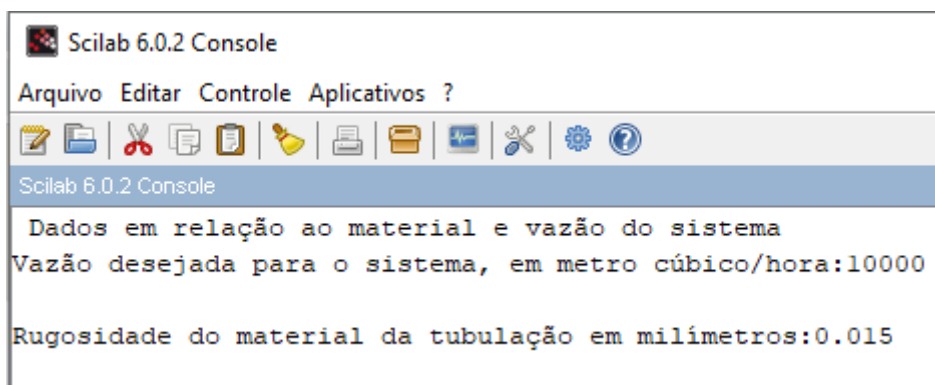 Scilab 6.0.2 Console
Arquivo Editar Controle Aplicativos ?
Scilab 6.0.2 Console
Dados em relação ao material e vazão do sistema
Vazão desejada para o sistema, em metro cúbico/hora:10000
Rugosidade do material da tubulação em milímetros:0.015